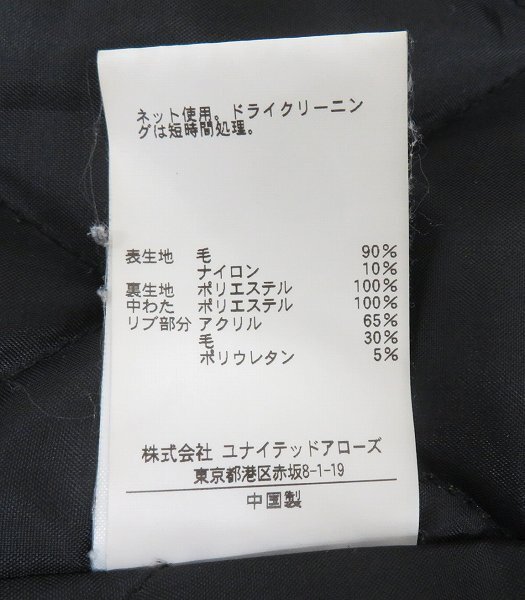 ネット使用。ドライクリーニン
グは短時間処理。
表生地 毛 90%
ナイロン 10%
裏生地 ポリエステル 100%
中わた ポリエステル 100%
リブ部分 アクリル 65%
毛 30%
ポリウレタン 5%
株式会社 ユナイテッドアローズ
東京都港区赤坂8-1-19
中国製